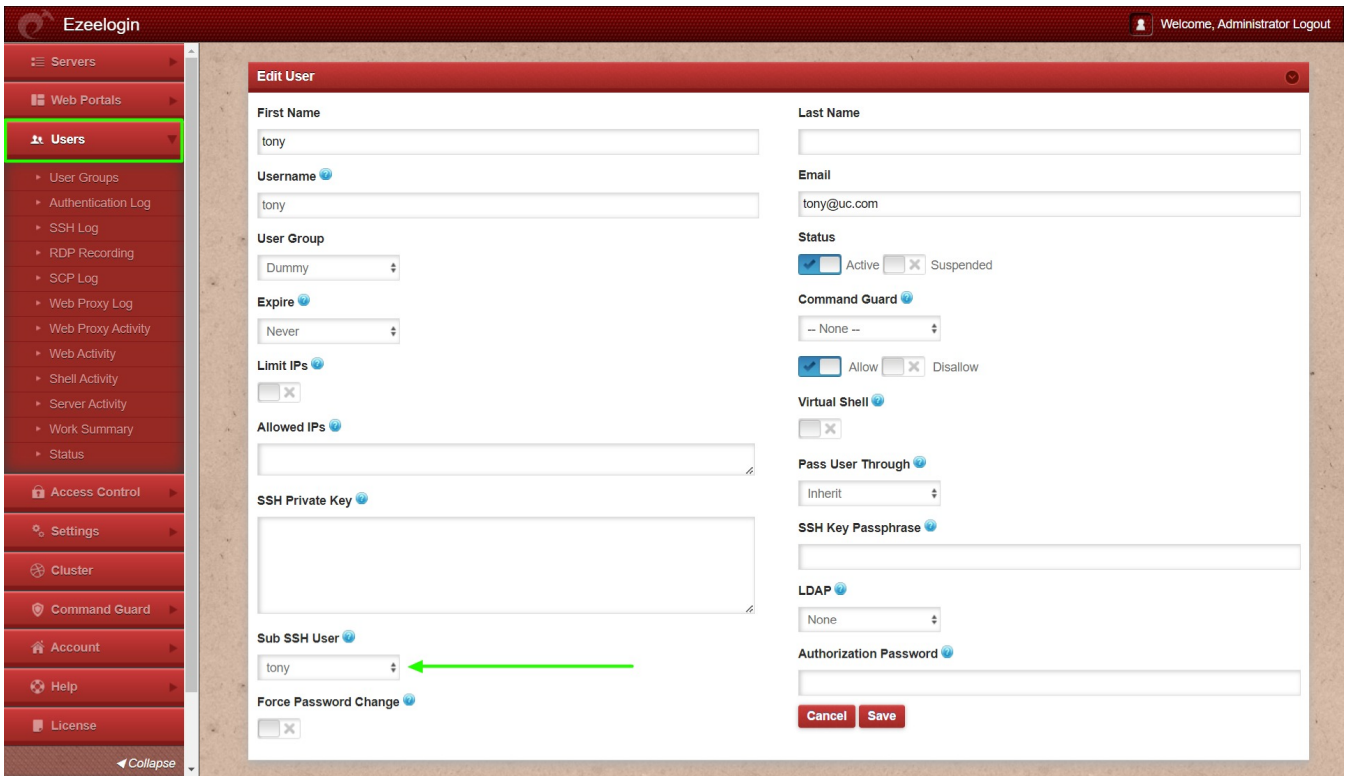 Ezeelogin
Welcome, Administrator Logout
Servers
Web Portals
Users
User Groups
Authentication Log
SSH Log
RDP Recording
SCP Log
Web Proxy Log
Web Proxy Activity
Web Activity
Shell Activity
Server Activity
Work Summary
Status
Access Control
Settings
Cluster
Command Guard
Account
Help
License
Collapse
Edit User
First Name
tony
Username
tony
User Group
Dummy
Expire
Never
Limit IPs
Allowed IPs
SSH Private Key
Sub SSH User
tony
Force Password Change
Last Name
Email
tony@uc.com
Status
Active Suspended
Command Guard
-- None --
Allow Disallow
Virtual Shell
Pass User Through
Inherit
SSH Key Passphrase
LDAP
None
Authorization Password
Cancel Save